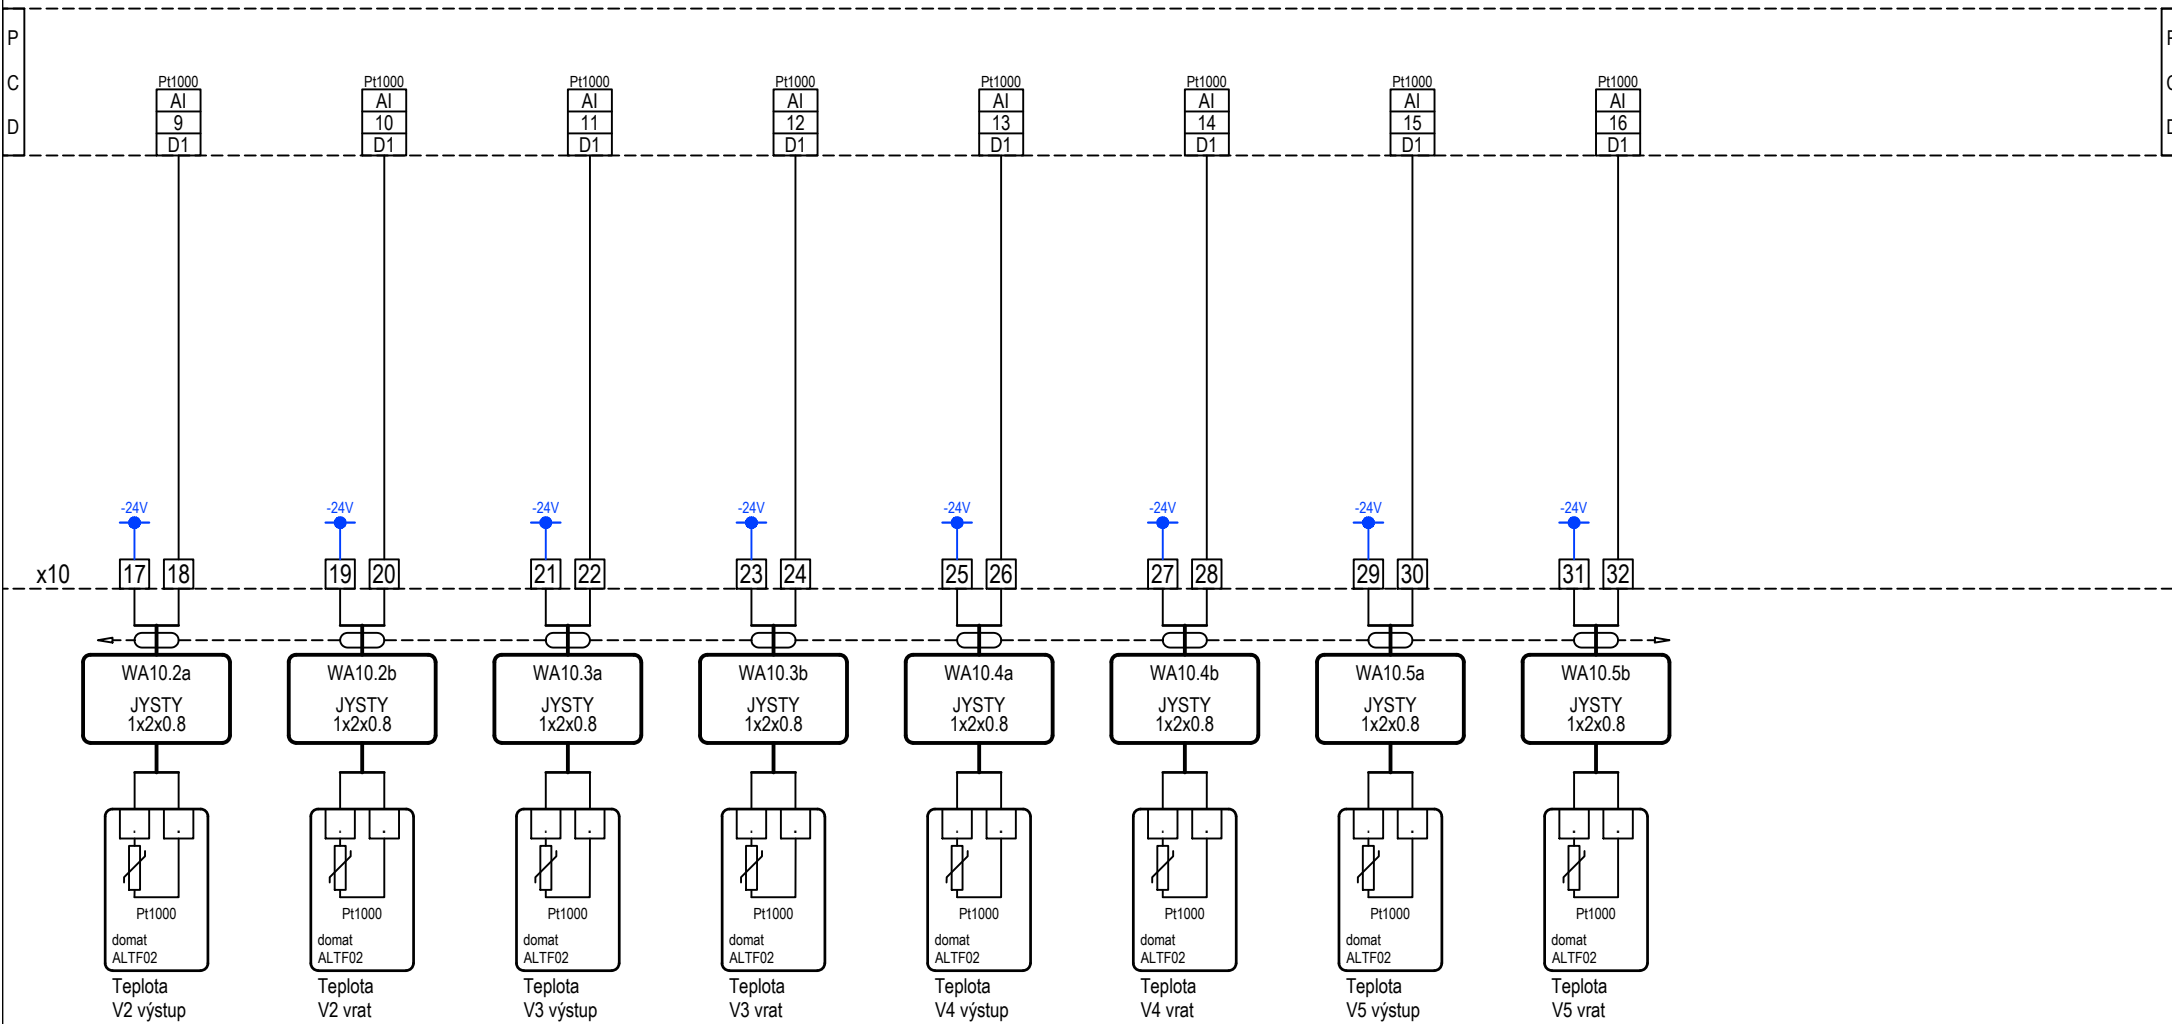 P
C
D
P
C
D
Pt1000 Pt1000 Pt1000 Pt1000 Pt1000 Pt1000 Pt1000 Pt1000
AI AI AI AI AI AI AI AI
9 10 11 12 13 14 15 16
D1 D1 D1 D1 D1 D1 D1 D1
-24V -24V -24V -24V -24V -24V -24V -24V
x10 17 18 19 20 21 22 23 24 25 26 27 28 29 30 31 32
WA10.2a WA10.2b WA10.3a WA10.3b WA10.4a WA10.4b WA10.5a WA10.5b
JYSTY JYSTY JYSTY JYSTY JYSTY JYSTY JYSTY JYSTY
1x2x0.8 1x2x0.8 1x2x0.8 1x2x0.8 1x2x0.8 1x2x0.8 1x2x0.8 1x2x0.8
. . . . . . . . . . . . . . . .
Pt1000 Pt1000 Pt1000 Pt1000 Pt1000 Pt1000 Pt1000 Pt1000
domat domat domat domat domat domat domat domat
ALTF02 ALTF02 ALTF02 ALTF02 ALTF02 ALTF02 ALTF02 ALTF02
Teplota Teplota Teplota Teplota Teplota Teplota Teplota Teplota
V2 výstup V2 vrat V3 výstup V3 vrat V4 výstup V4 vrat V5 výstup V5 vrat